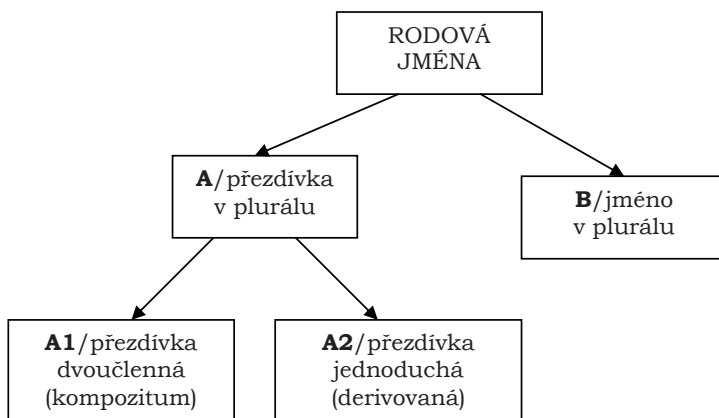 RODOVÁ
JMÉNA
A/přezdívka
v plurálu
B/jméno
v plurálu
A1/přezdívka
dvoučlenná
(kompozitum)
A2/přezdívka
jednoduchá
(derivovaná)